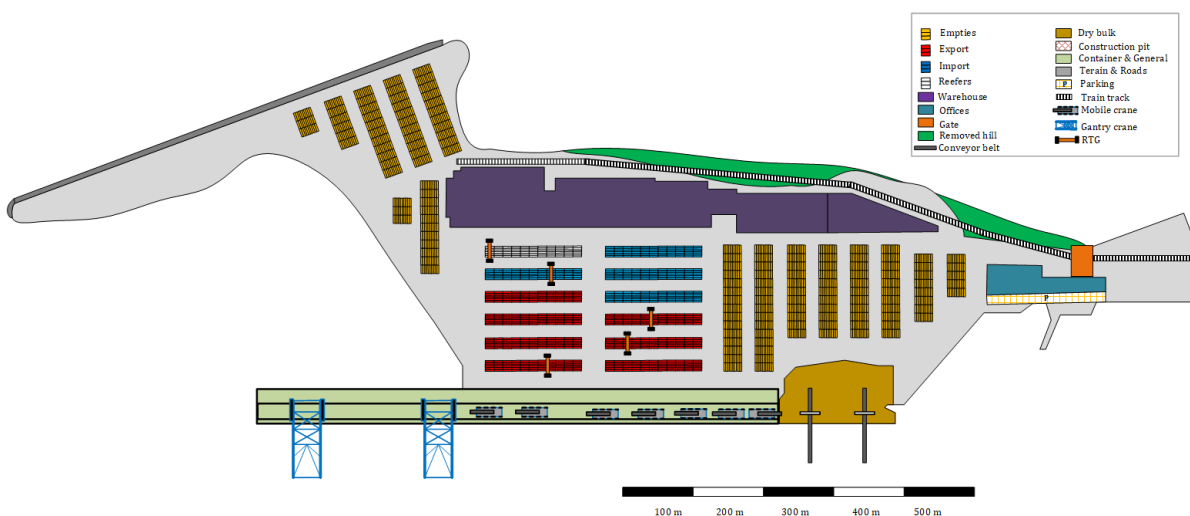 Empties
Export
Import
Reefers
Warehouse
Offices
Gate
Removed hill
Conveyor belt
Dry bulk
Construction pit
Container & General
Terain & Roads
P Parking
Train track
Mobile crane
Gantry crane
RTG
P
100 m 200 m 300 m 400 m 500 m